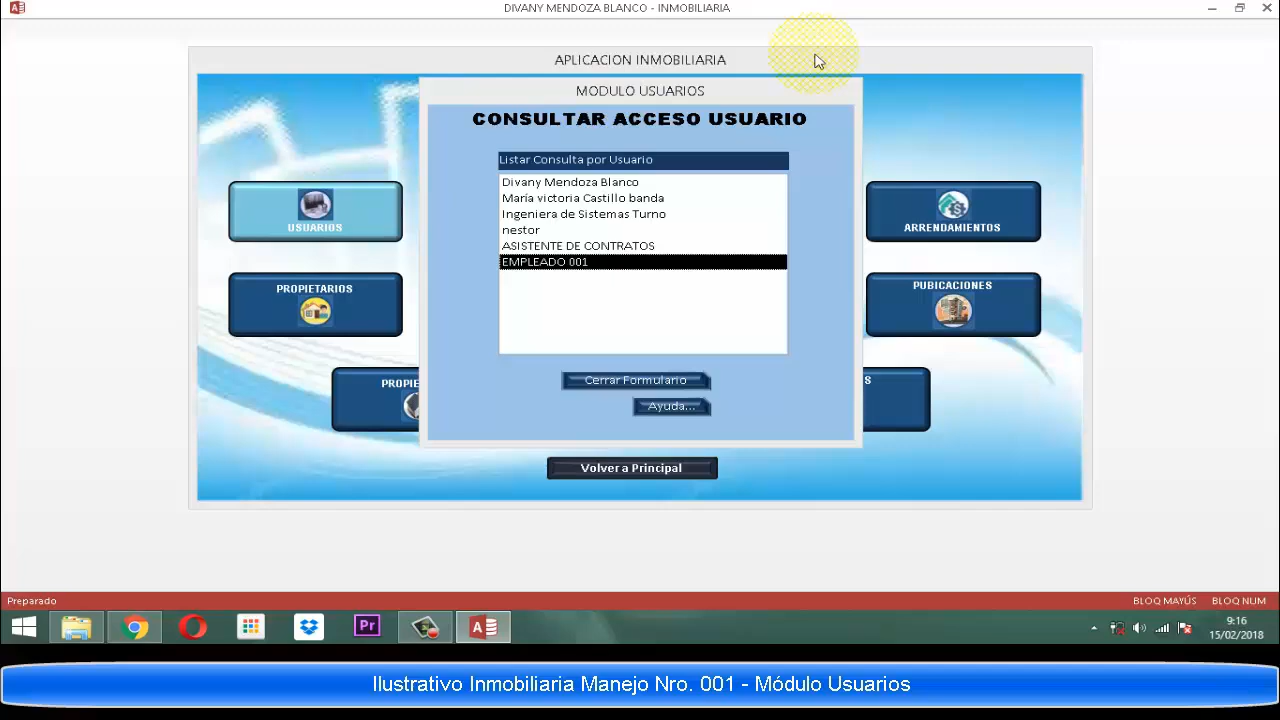 DIVANY MENDOZA BLANCO - INMOBILIARIA
APLICACION INMOBILIARIA
MODULO USUARIOS
CONSULTAR ACCESO USUARIO
Listar Consulta por Usuario
Divany Mendoza Blanco
María victoria Castillo banda
Ingeniera de Sistemas Turno
nestor
ASISTENTE DE CONTRATOS
EMPLEADO 001
Cerrar Formulario
Ayuda...
USUARIOS
PROPIETARIOS
PROPIE
ARRENDAMIENTOS
PUBICACIONES
S
Volver a Principal
Preparado
BLOQ MAYÚS
BLOQ NUM
Pr
9:16
15/02/2018
Ilustrativo Inmobiliaria Manejo Nro. 001 - Módulo Usuarios